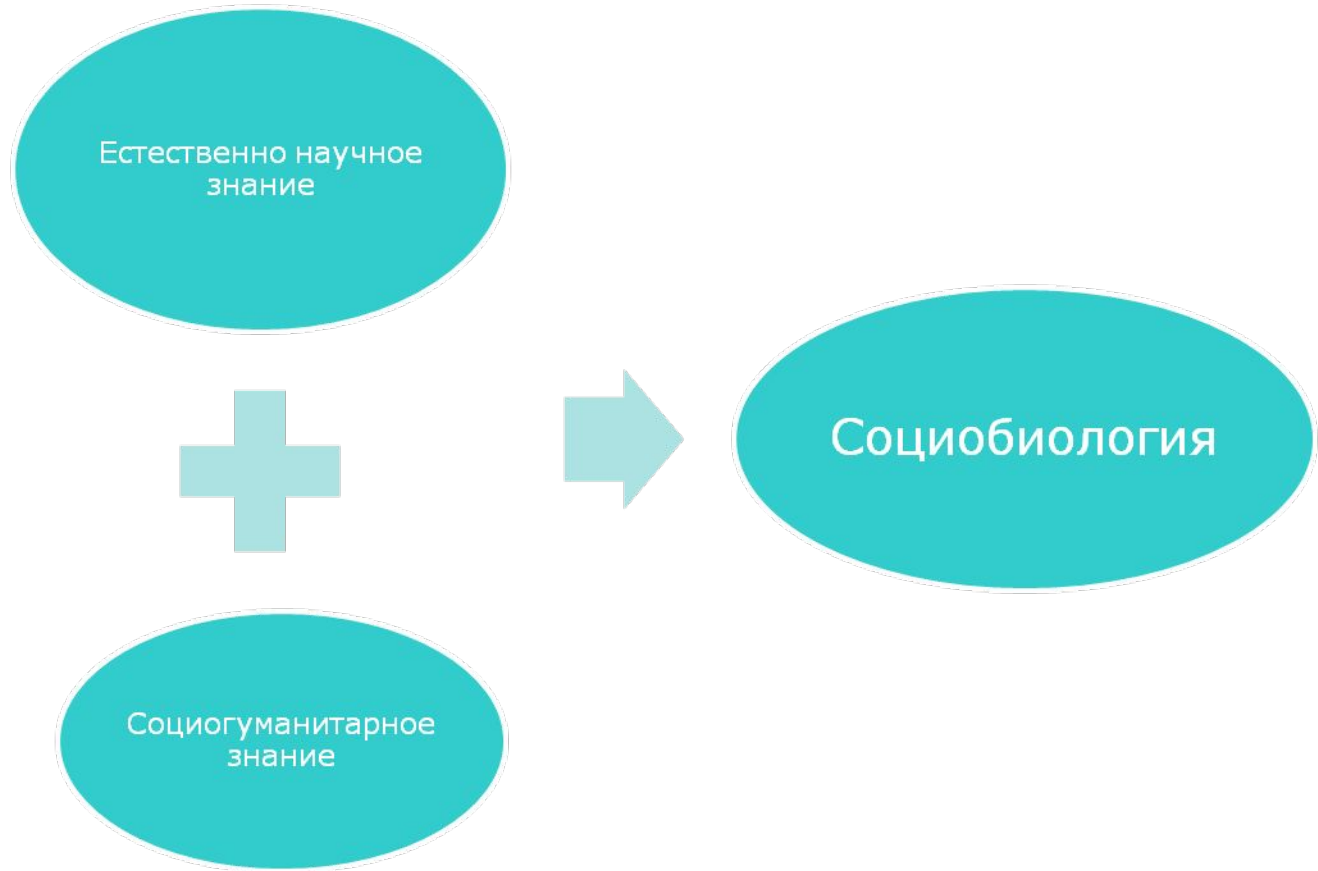 Естественно научное
знание
Социобиология
Социогуманитарное
знание